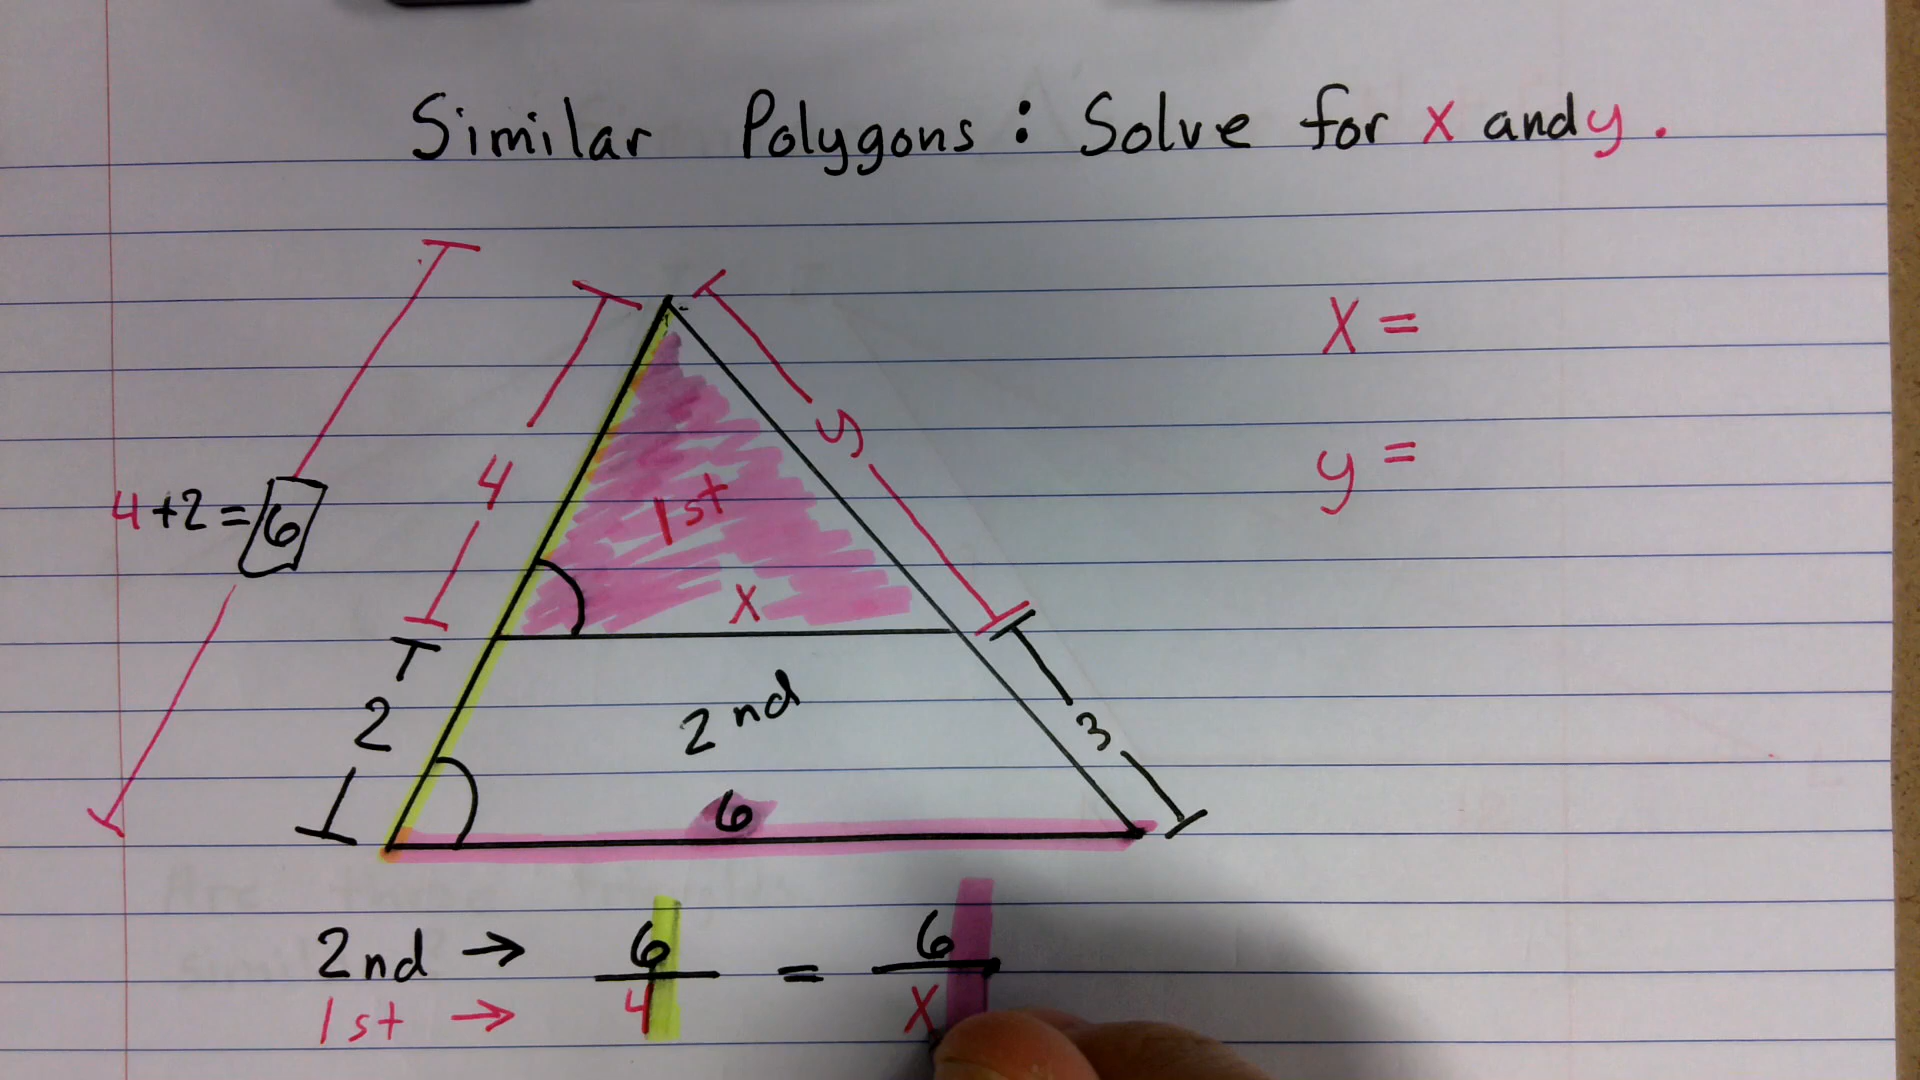 Similar Polygons : Solve for x and y.
x =
y =
4+2=6
4
y
1st
x
2
2nd
3
6
2nd → 6/4 = 6/x
1st →